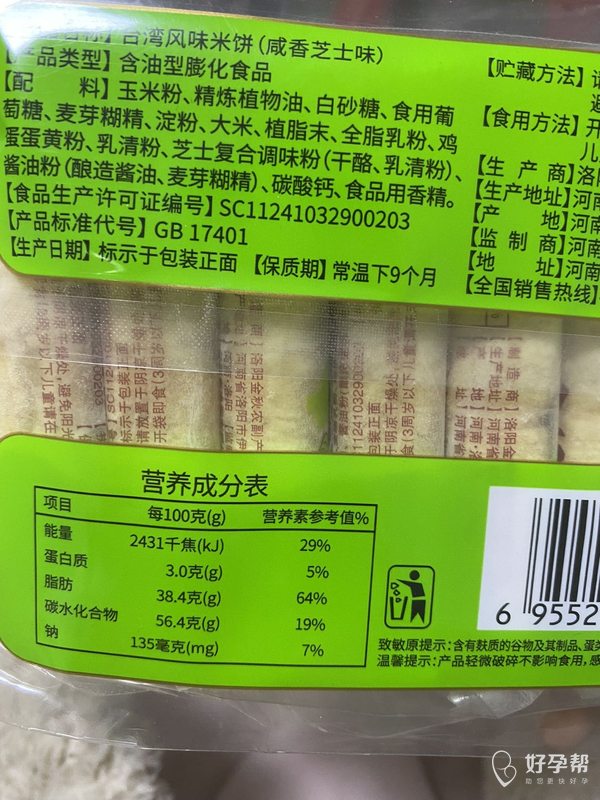 台湾风味米饼(咸香芝士味)
【产品类型】含油型膨化食品
【配 料】玉米粉、精炼植物油、白砂糖、食用葡
萄糖、麦芽糊精、淀粉、大米、植脂末、全脂乳粉、鸡
蛋蛋黄粉、乳清粉、芝士复合调味粉(干酪、乳清粉)、
酱油粉(酿造酱油、麦芽糊精)、碳酸钙、食品用香精。
【食品生产许可证编号】SC11241032900203
【产品标准代号】GB 17401
【生产日期】标示于包装正面 【保质期】常温下9个月
【贮藏方法】
【食用方法】开
儿
【生 产 商】洛
【生产地址】河南
【产 地】河南
【监 制 商】河南
【地 址】河南
【全国销售热线】
营养成分表
项目 每100克(g) 营养素参考值%
能量 2431千焦(kJ) 29%
蛋白质 3.0克(g) 5%
脂肪 38.4克(g) 64%
碳水化合物 56.4克(g) 19%
钠 135毫克(mg) 7%
6 9552
致敏原提示:含有麸质的谷物及其制品、蛋类
温馨提示:产品轻微破碎不影响食用,感
好孕帮
助您更快好孕